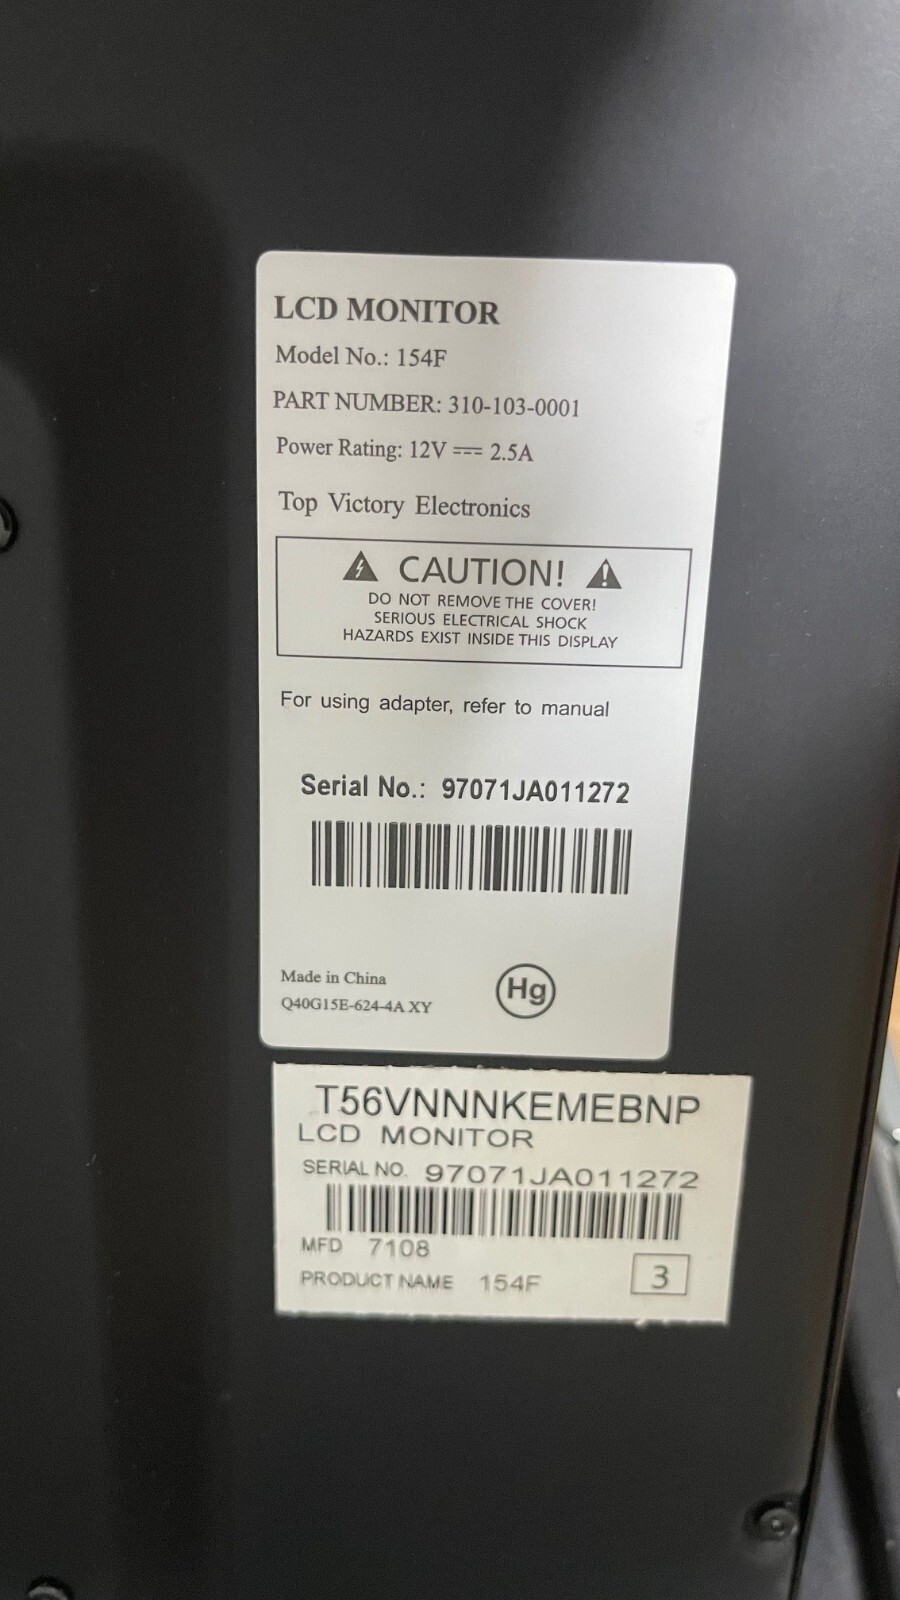 LCD MONITOR
Model No.: 154F
PART NUMBER: 310-103-0001
Power Rating: 12V ⎓ 2.5A
Top Victory Electronics
CAUTION!
DO NOT REMOVE THE COVER!
SERIOUS ELECTRICAL SHOCK
HAZARDS EXIST INSIDE THIS DISPLAY
For using adapter, refer to manual
Serial No.: 97071JA011272
Made in China
Hg
Q40G15E-624-4A XY
T56VNNNKEMEBNP
LCD MONITOR
SERIAL NO. 97071JA011272
MFD 7108
PRODUCT NAME 154F
3